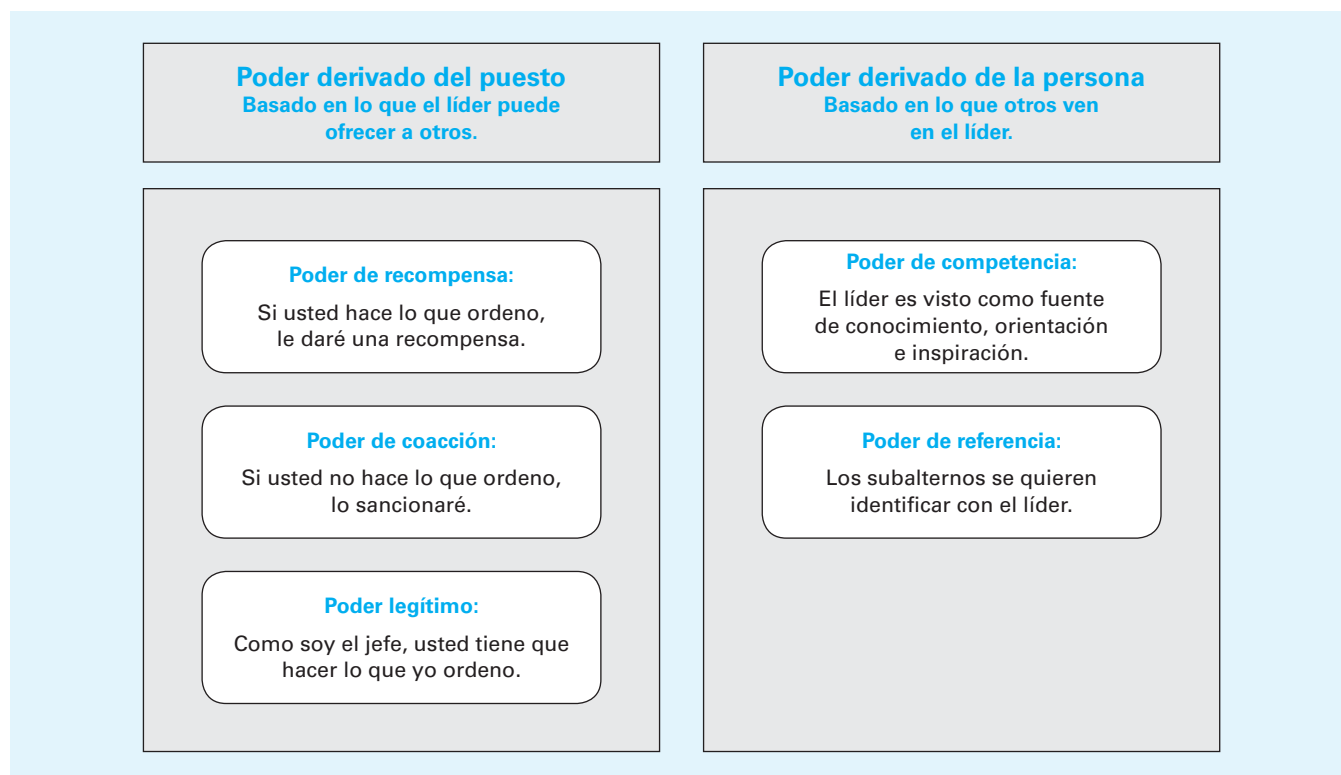 Poder derivado del puesto
Basado en lo que el líder puede
ofrecer a otros.
Poder de recompensa:
Si usted hace lo que ordeno,
le daré una recompensa.
Poder de coacción:
Si usted no hace lo que ordeno,
lo sancionaré.
Poder legítimo:
Como soy el jefe, usted tiene que
hacer lo que yo ordeno.
Poder derivado de la persona
Basado en lo que otros ven
en el líder.
Poder de competencia:
El líder es visto como fuente
de conocimiento, orientación
e inspiración.
Poder de referencia:
Los subalternos se quieren
identificar con el líder.